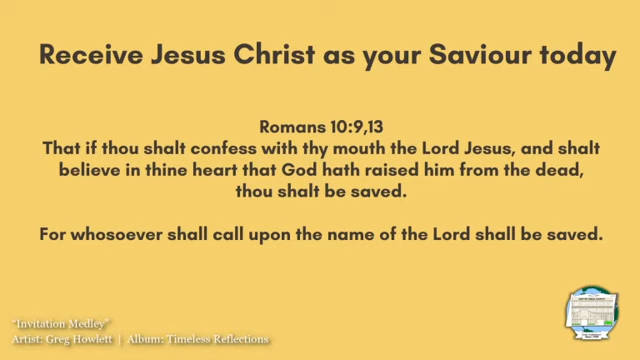 Receive Jesus Christ as your Saviour today
Romans 10:9,13
That if thou shalt confess with thy mouth the Lord Jesus, and shalt
believe in thine heart that God hath raised him from the dead,
thou shalt be saved.
For whosoever shall call upon the name of the Lord shall be saved.
"Invitation Medley"
Artist: Greg Howlett | Album: Timeless Reflections